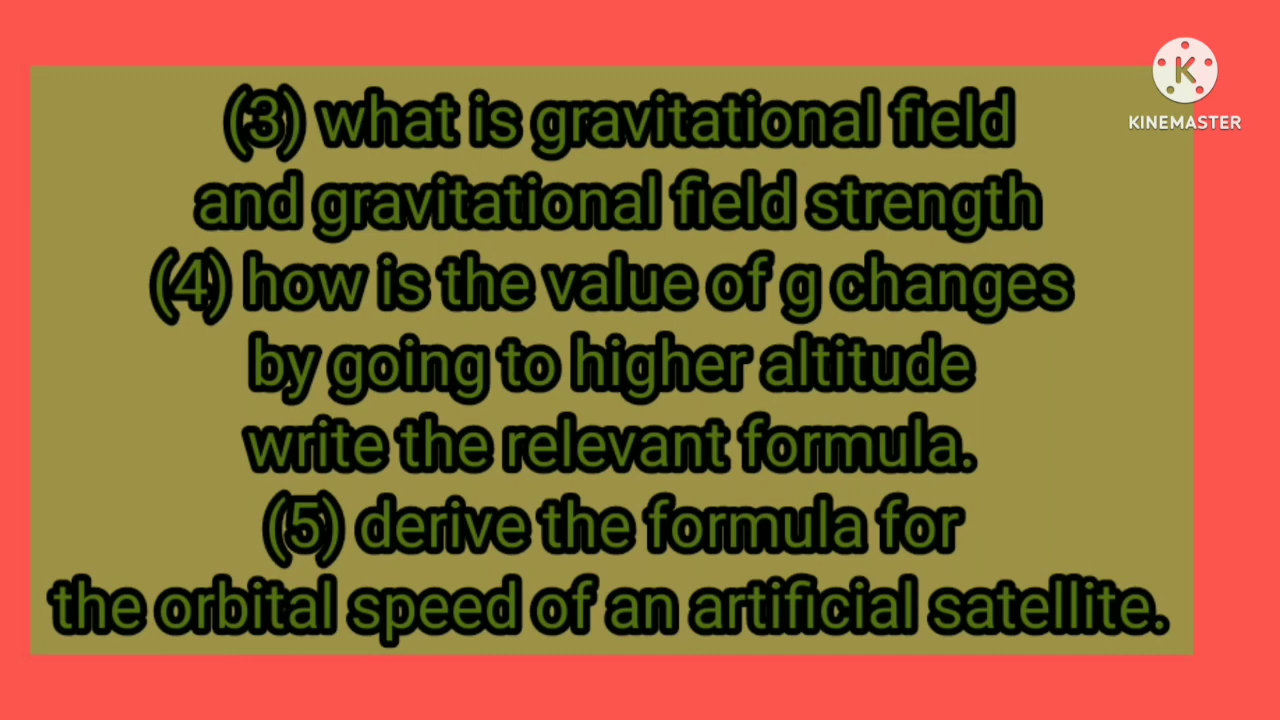 (3) what is gravitational field
and gravitational field strength
(4) how is the value of g changes
by going to higher altitude
write the relevant formula.
(5) derive the formula for
the orbital speed of an artificial satellite.
K
KINEMASTER